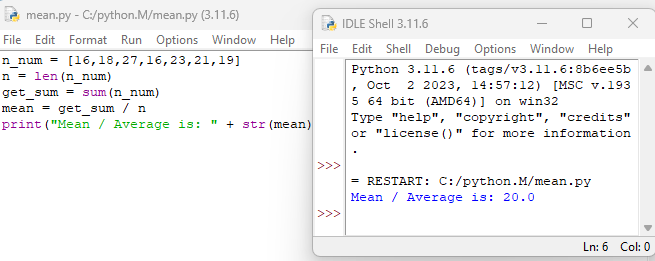 mean.py - C:/python.M/mean.py (3.11.6)
File Edit Format Run Options Window Help
n_num = [16,18,27,16,23,21,19]
n = len(n_num)
get_sum = sum(n_num)
mean = get_sum / n
print("Mean / Average is: " + str(mean)
IDLE Shell 3.11.6
File Edit Shell Debug Options Window Help
Python 3.11.6 (tags/v3.11.6:8b6ee5b
, Oct  2 2023, 14:57:12) [MSC v.193
5 64 bit (AMD64)] on win32
Type "help", "copyright", "credits"
or "license()" for more information
.
>>>
= RESTART: C:/python.M/mean.py
Mean / Average is: 20.0
>>>
Ln: 6 Col: 0